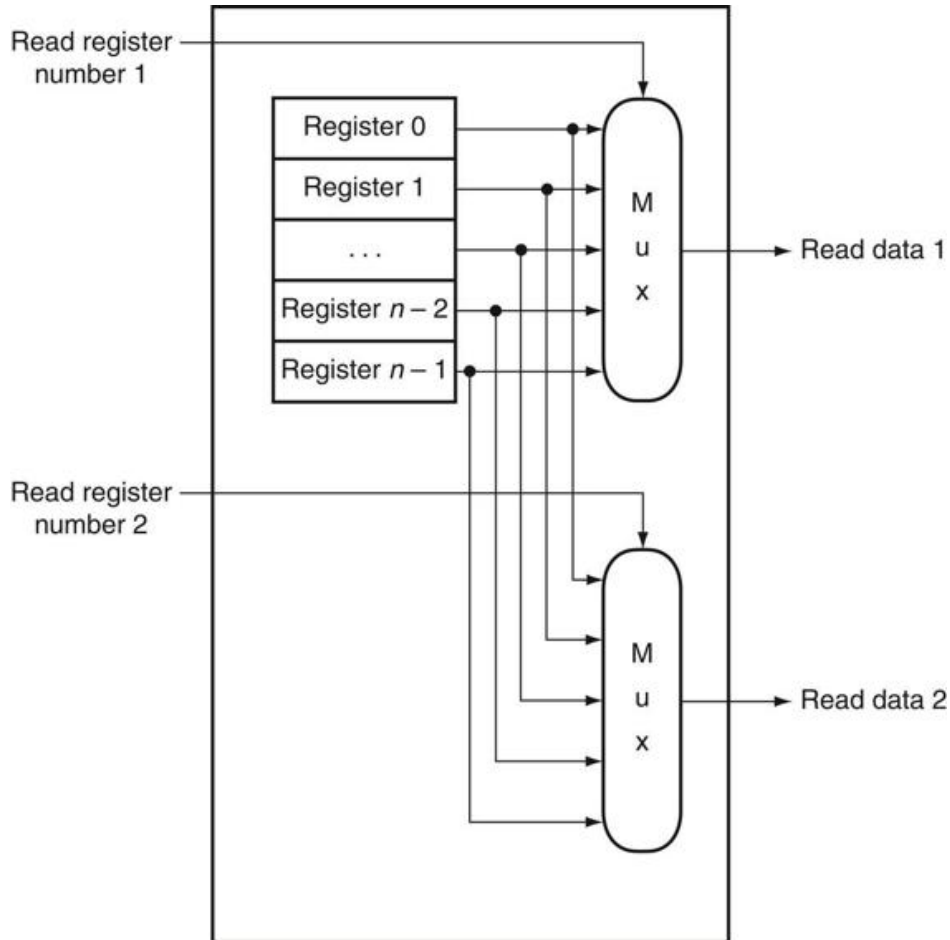 Read register
number 1
Register 0
Register 1
. . .
Register n – 2
Register n – 1
M
u
x
Read data 1
Read register
number 2
M
u
x
Read data 2